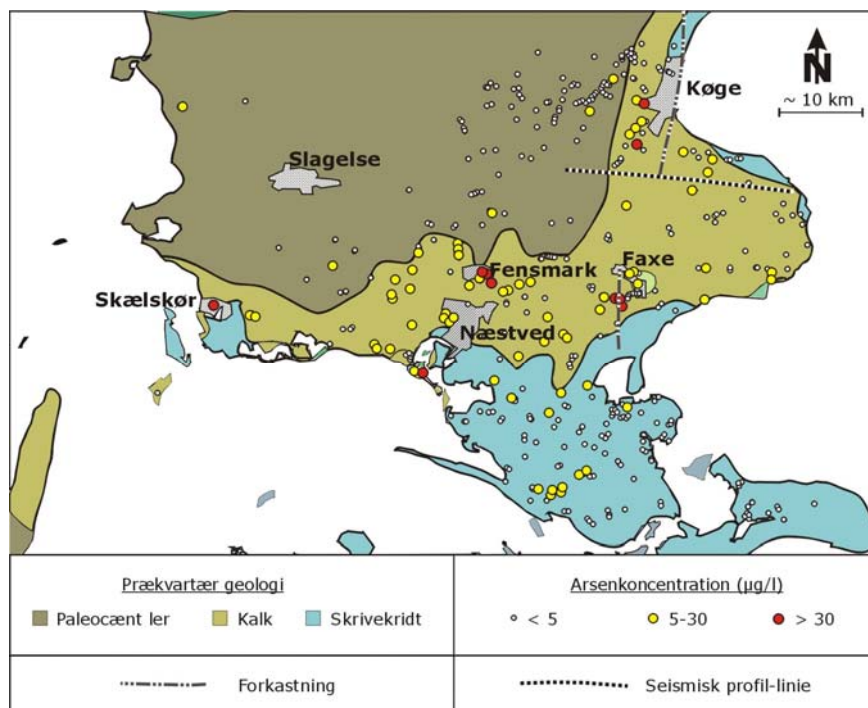 Køge
N
~ 10 km
Slagelse
Fensmark
Faxe
Skælskør
Næstved
Prækvartær geologi
Paleocænt ler
Kalk
Skrivekridt
Arsenkoncentration (µg/l)
< 5
5-30
> 30
Forkastning
Seismisk profil-linie